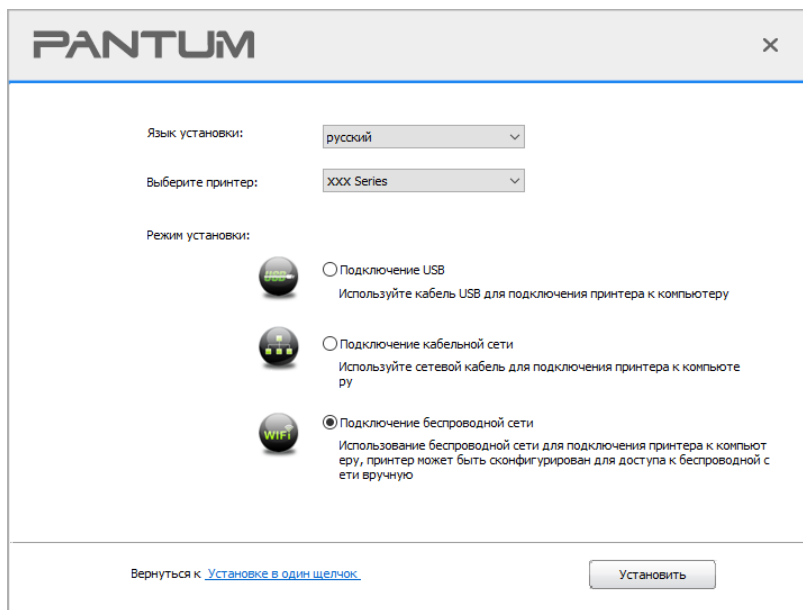 PANTUM
Язык установки:
русский
Выберите принтер:
XXX Series
Режим установки:
USB
Подключение USB
Используйте кабель USB для подключения принтера к компьютеру
Подключение кабельной сети
Используйте сетевой кабель для подключения принтера к компьюте
ру
WiFi
Подключение беспроводной сети
Использование беспроводной сети для подключения принтера к компьют
еру, принтер может быть сконфигурирован для доступа к беспроводной с
ети вручную
Вернуться к Установке в один щелчок
Установить